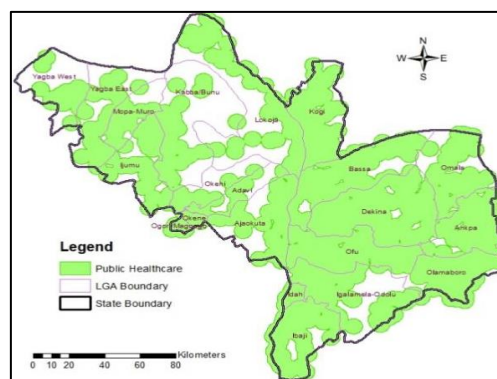 N
W E
S
Yagba West
Yagba East
Kabba/Bunu
Mopa-Muro
Lokoja
Kogi
Ijumu
Bassa
Omala
Okehi
Adavi
Dekina
Ankpa
Okene
Ajaokuta
Ogori/Magongo
Ofu
Olamaboro
Idah
Igalamela-Odolu
Ibaji
Legend
Public Healthcare
LGA Boundary
State Boundary
Kilometers
0 10 20 40 60 80